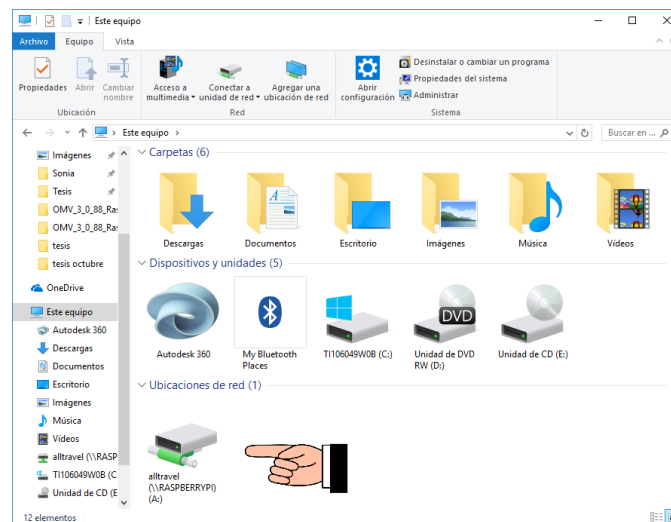 Este equipo
Archivo Equipo Vista
Propiedades Abrir Cambiar nombre
Acceso a multimedia Conectar a unidad de red Agregar una ubicación de red
Abrir configuración
Desinstalar o cambiar un programa
Propiedades del sistema
Administrar
Ubicación Red Sistema
Este equipo
Buscar en ...
Imágenes
Sonia
Tesis
OMV_3_0_88_Ras
OMV_3_0_88_Ras
tesis
tesis octubre
OneDrive
Este equipo
Autodesk 360
Descargas
Documentos
Escritorio
Imágenes
Música
Vídeos
alltravel (\\RASP
TI106049W0B (C:
Unidad de CD (E
Carpetas (6)
Descargas Documentos Escritorio Imágenes Música Vídeos
Dispositivos y unidades (5)
DVD
Autodesk 360
My Bluetooth
Places
TI106049W0B (C:)
Unidad de DVD
RW (D:)
Unidad de CD (E:)
Ubicaciones de red (1)
alltravel
(\\RASPBERRYPI)
(A:)
12 elementos